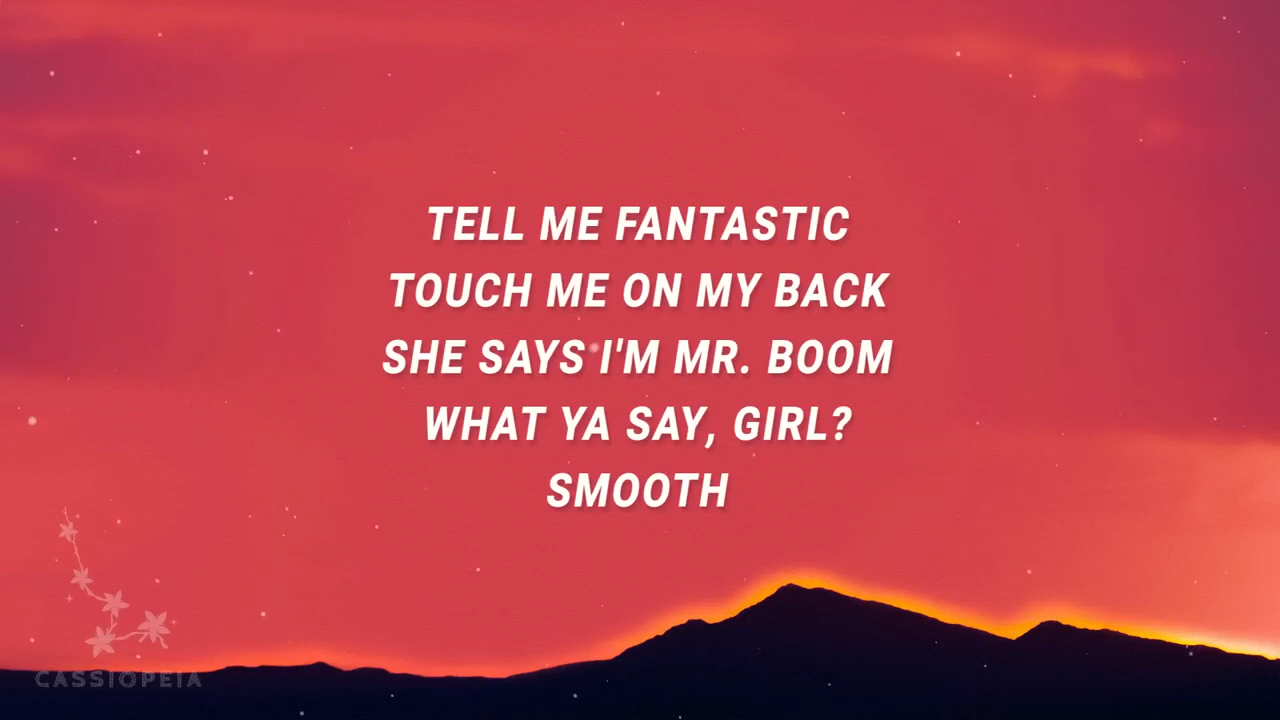 TELL ME FANTASTIC
TOUCH ME ON MY BACK
SHE SAYS I'M MR. BOOM
WHAT YA SAY, GIRL?
SMOOTH
CASSIOPEIA